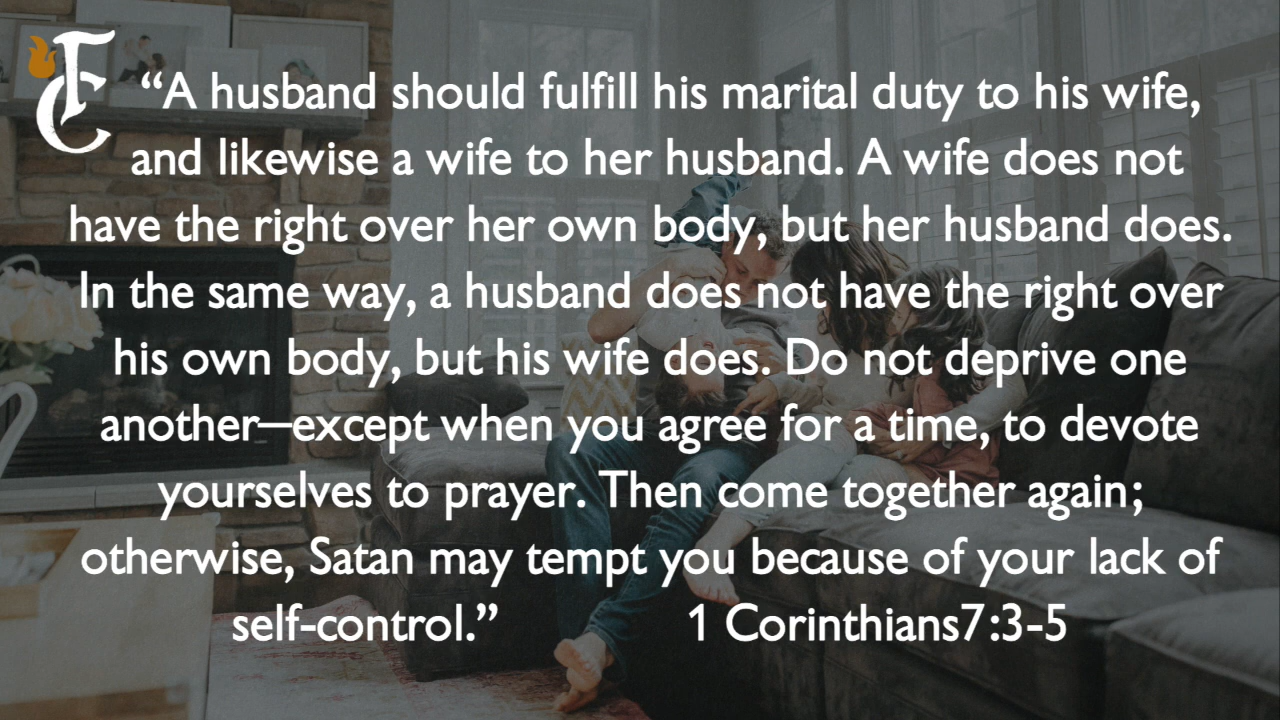 FC
“A husband should fulfill his marital duty to his wife,
and likewise a wife to her husband. A wife does not
have the right over her own body, but her husband does.
In the same way, a husband does not have the right over
his own body, but his wife does. Do not deprive one
another—except when you agree for a time, to devote
yourselves to prayer. Then come together again;
otherwise, Satan may tempt you because of your lack of
self-control.” 1 Corinthians7:3-5